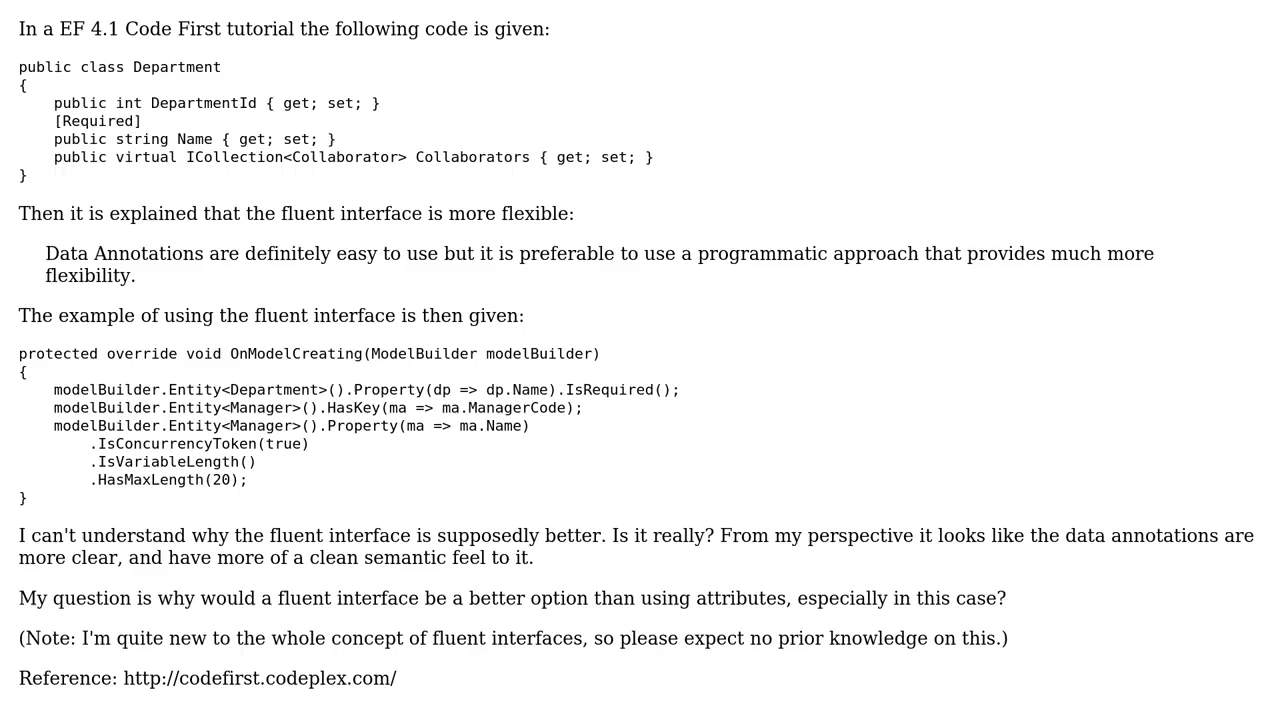 In a EF 4.1 Code First tutorial the following code is given:
public class Department
{
    public int DepartmentId { get; set; }
    [Required]
    public string Name { get; set; }
    public virtual ICollection<Collaborator> Collaborators { get; set; }
}
Then it is explained that the fluent interface is more flexible:
Data Annotations are definitely easy to use but it is preferable to use a programmatic approach that provides much more
flexibility.
The example of using the fluent interface is then given:
protected override void OnModelCreating(ModelBuilder modelBuilder)
{
    modelBuilder.Entity<Department>().Property(dp => dp.Name).IsRequired();
    modelBuilder.Entity<Manager>().HasKey(ma => ma.ManagerCode);
    modelBuilder.Entity<Manager>().Property(ma => ma.Name)
        .IsConcurrencyToken(true)
        .IsVariableLength()
        .HasMaxLength(20);
}
I can't understand why the fluent interface is supposedly better. Is it really? From my perspective it looks like the data annotations are
more clear, and have more of a clean semantic feel to it.
My question is why would a fluent interface be a better option than using attributes, especially in this case?
(Note: I'm quite new to the whole concept of fluent interfaces, so please expect no prior knowledge on this.)
Reference: http://codefirst.codeplex.com/